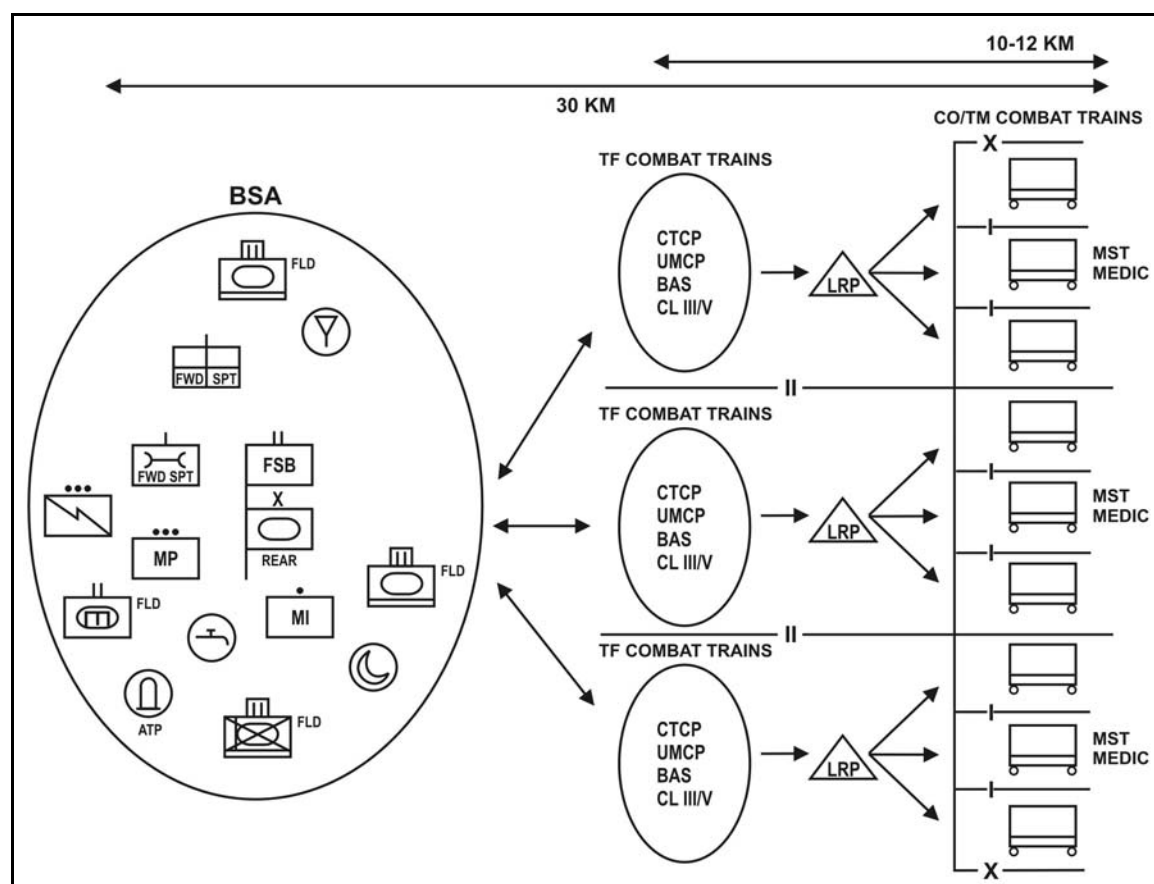 10-12 KM
30 KM
CO/TM COMBAT TRAINS
X
TF COMBAT TRAINS
BSA
FLD
CTCP
UMCP
BAS
CL III/V
LRP
I
MST
MEDIC
I
FWD SPT
II
TF COMBAT TRAINS
FWD SPT
FSB
X
REAR
MP
FLD
MI
FLD
ATP
FLD
CTCP
UMCP
BAS
CL III/V
LRP
I
MST
MEDIC
I
II
TF COMBAT TRAINS
CTCP
UMCP
BAS
CL III/V
LRP
I
MST
MEDIC
I
X